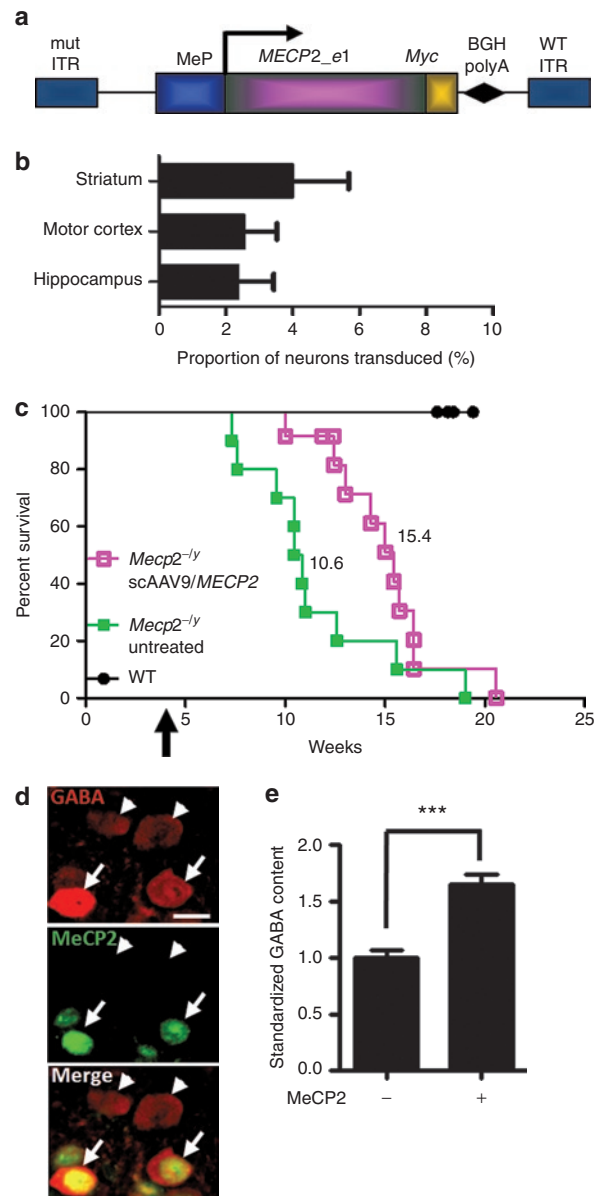 a
mut
ITR
MeP
MECP2_e1
Myc
BGH
polyA
WT
ITR
b
Striatum
Motor cortex
Hippocampus
0 2 4 6 8 10
Proportion of neurons transduced (%)
c
Percent survival
100
80
60
40
20
0
15.4
10.6
Mecp2–/y
scAAV9/MECP2
Mecp2–/y
untreated
WT
0 5 10 15 20 25
Weeks
d
GABA
MeCP2
Merge
e
***
Standardized GABA content
2.0
1.5
1.0
0.5
0.0
MeCP2 – +